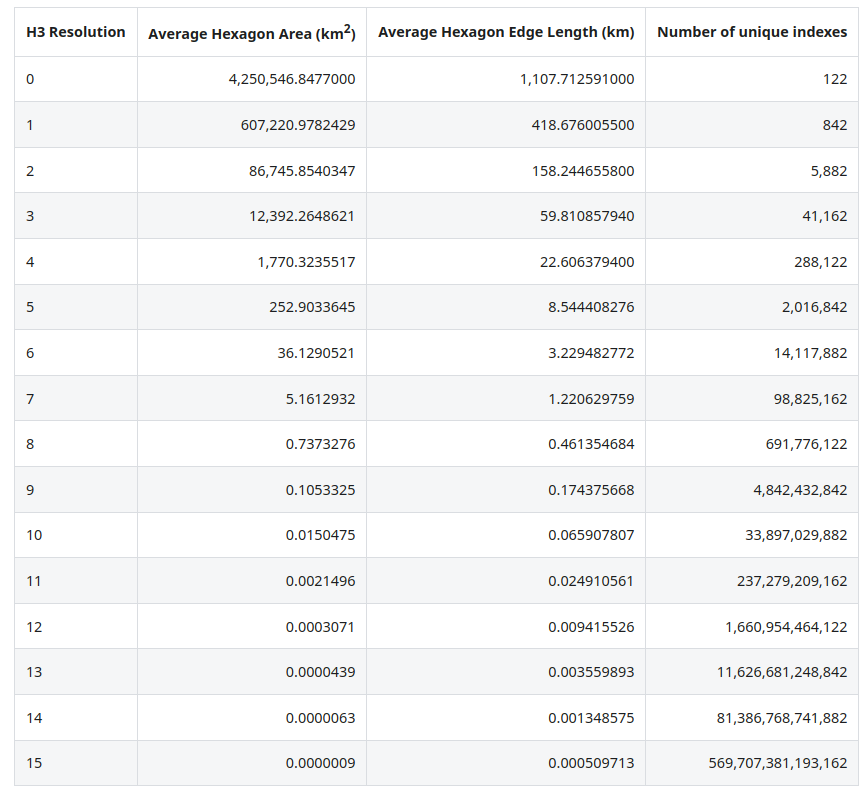 H3 Resolution Average Hexagon Area (km2) Average Hexagon Edge Length (km) Number of unique indexes
0 4,250,546.8477000 1,107.712591000 122
1 607,220.9782429 418.676005500 842
2 86,745.8540347 158.244655800 5,882
3 12,392.2648621 59.810857940 41,162
4 1,770.3235517 22.606379400 288,122
5 252.9033645 8.544408276 2,016,842
6 36.1290521 3.229482772 14,117,882
7 5.1612932 1.220629759 98,825,162
8 0.7373276 0.461354684 691,776,122
9 0.1053325 0.174375668 4,842,432,842
10 0.0150475 0.065907807 33,897,029,882
11 0.0021496 0.024910561 237,279,209,162
12 0.0003071 0.009415526 1,660,954,464,122
13 0.0000439 0.003559893 11,626,681,248,842
14 0.0000063 0.001348575 81,386,768,741,882
15 0.0000009 0.000509713 569,707,381,193,162